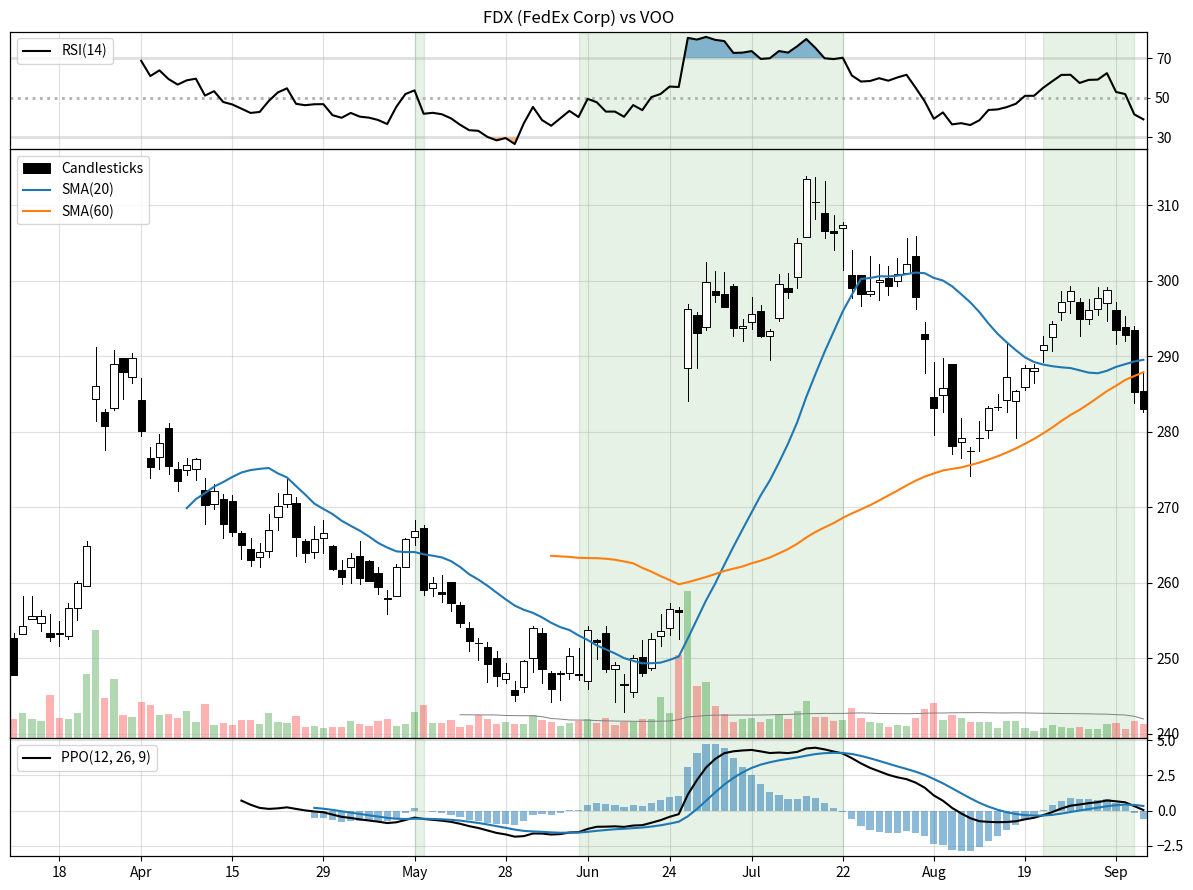 FDX (FedEx Corp) vs VOO
RSI(14)
70
50
30
Candlesticks
SMA(20)
SMA(60)
310
300
290
280
270
260
250
240
PPO(12, 26, 9)
5.0
2.5
0.0
−2.5
18 Apr 15 29 May 28 Jun 24 Jul 22 Aug 19 Sep